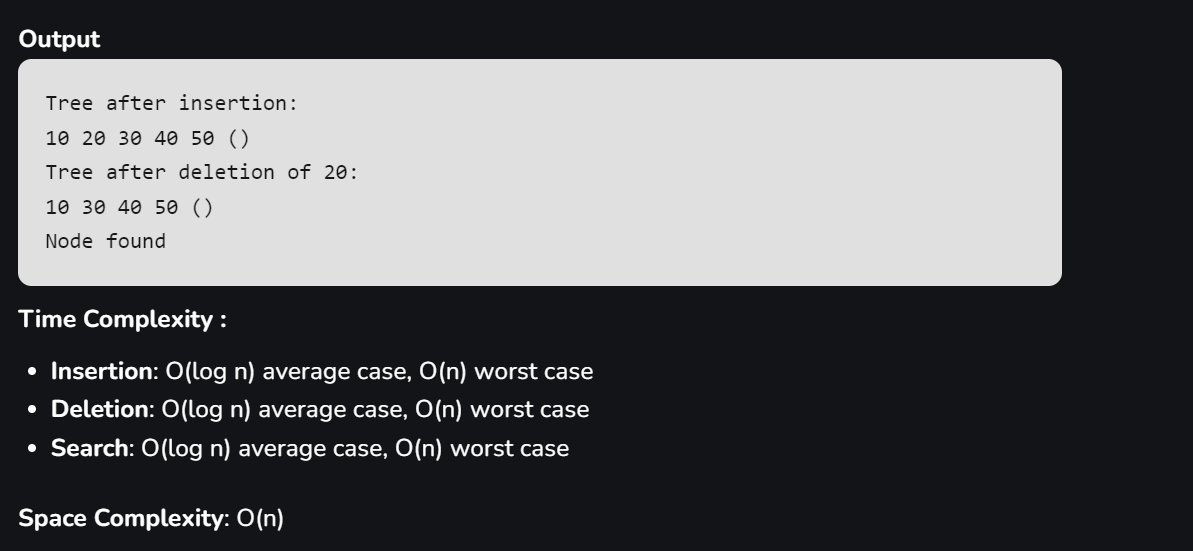 Output
Tree after insertion:
10 20 30 40 50 ()
Tree after deletion of 20:
10 30 40 50 ()
Node found
Time Complexity :
• Insertion: O(log n) average case, O(n) worst case
• Deletion: O(log n) average case, O(n) worst case
• Search: O(log n) average case, O(n) worst case
Space Complexity: O(n)